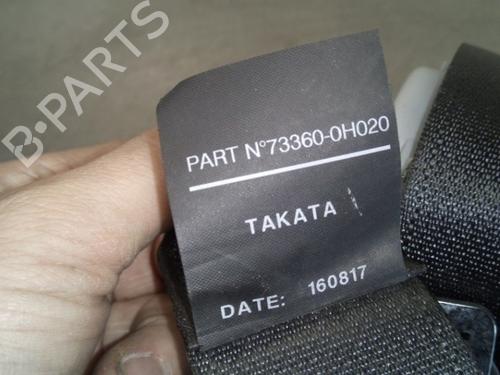 B-PARTS
PART N°73360-0H020
TAKATA
DATE: 160817